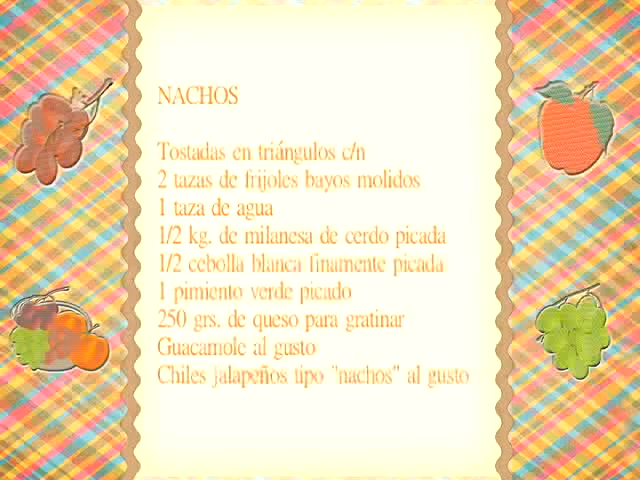 NACHOS
Tostadas en triángulos c/n
2 tazas de frijoles bayos molidos
1 taza de agua
1/2 kg. de milanesa de cerdo picada
1/2 cebolla blanca finamente picada
1 pimiento verde picado
250 grs. de queso para gratinar
Guacamole al gusto
Chiles jalapeños tipo "nachos" al gusto